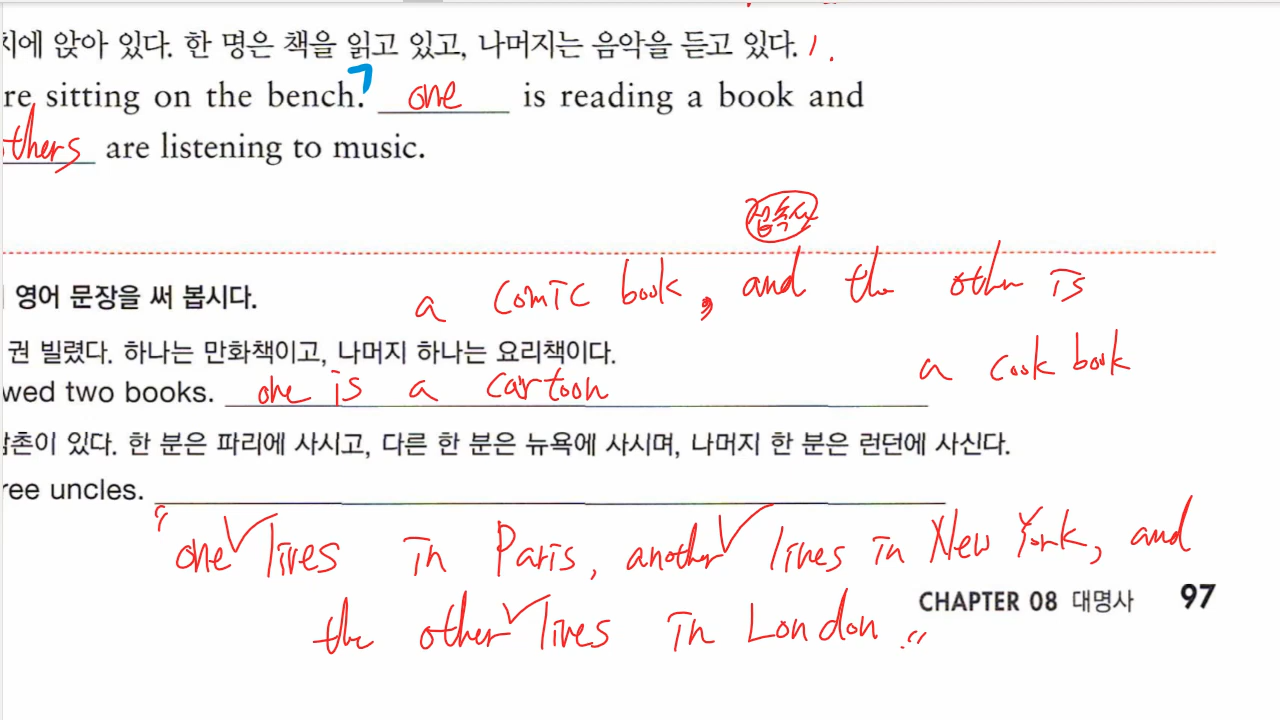 치에 앉아 있다. 한 명은 책을 읽고 있고, 나머지는 음악을 듣고 있다. 1.
re sitting on the bench. one is reading a book and
others are listening to music.
접속사
a comic book, and the other is
영어 문장을 써 봅시다.
권 빌렸다. 하나는 만화책이고, 나머지 하나는 요리책이다.
a cook book
wed two books. one is a cartoon
삼촌이 있다. 한 분은 파리에 사시고, 다른 한 분은 뉴욕에 사시며, 나머지 한 분은 런던에 사신다.
ree uncles.
“one lives in Paris, another lives in New York, and
CHAPTER 08 대명사 97
the other lives in London.”